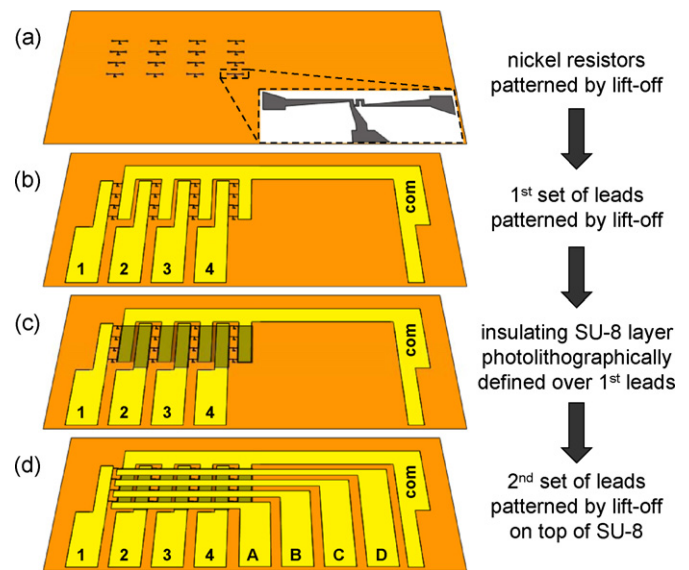 (a)
nickel resistors
patterned by lift-off
(b)
com
1 2 3 4
1st set of leads
patterned by lift-off
(c)
com
1 2 3 4
insulating SU-8 layer
photolithographically
defined over 1st leads
(d)
com
1 2 3 4 A B C D
2nd set of leads
patterned by lift-off
on top of SU-8